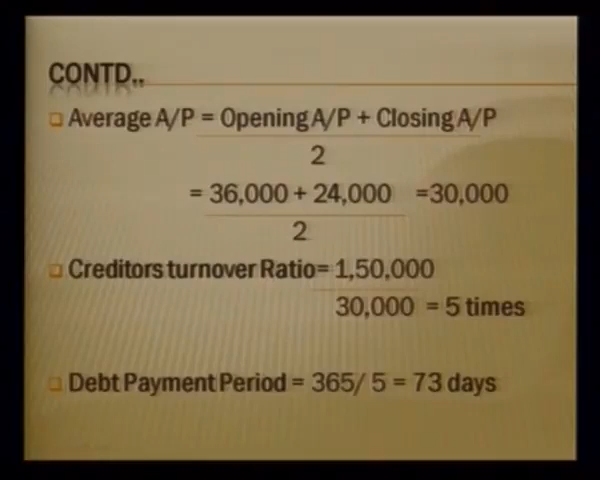 CONTD..
Average A/P = Opening A/P + Closing A/P
2
= 36,000 + 24,000 =30,000
2
Creditors turnover Ratio= 1,50,000
30,000 = 5 times
Debt Payment Period = 365/ 5 = 73 days